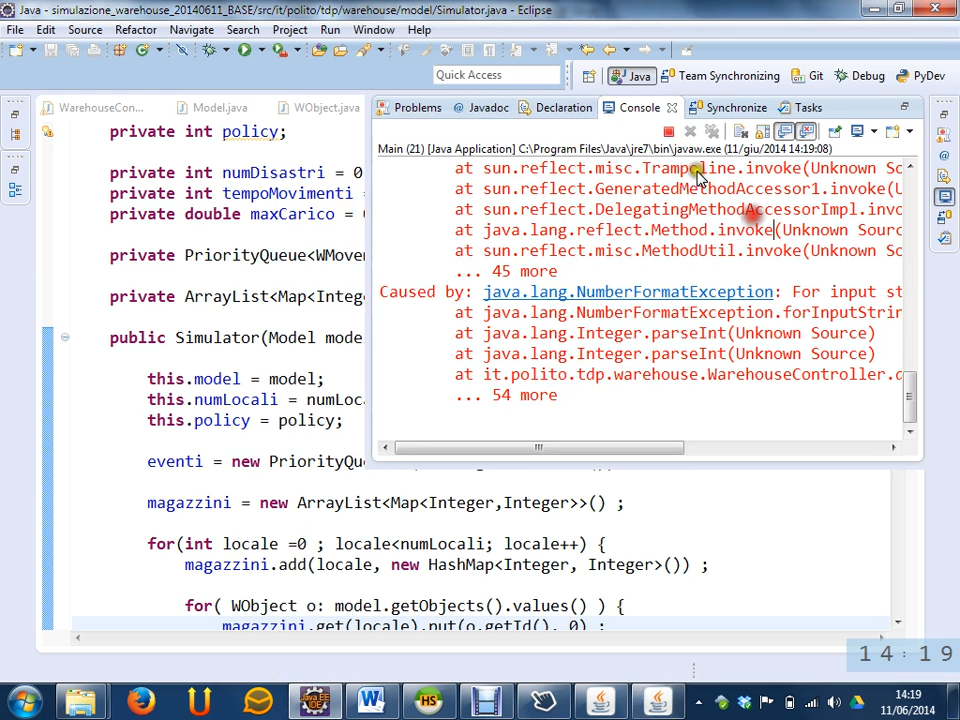 Java - simulazione_warehouse_20140611_BASE/src/it/polito/tdp/warehouse/model/Simulator.java - Eclipse
File Edit Source Refactor Navigate Search Project Run Window Help
Quick Access
Java Team Synchronizing Git Debug PyDev
WarehouseCon... Model.java WObject.java
Problems Javadoc Declaration Console Synchronize Tasks
Main (21) [Java Application] C:\Program Files\Java\jre7\bin\javaw.exe (11/giu/2014 14:19:08)
at sun.reflect.misc.Trampoline.invoke(Unknown So
at sun.reflect.GeneratedMethodAccessor1.invoke(U
at sun.reflect.DelegatingMethodAccessorImpl.invo
at java.lang.reflect.Method.invoke(Unknown Sourc
at sun.reflect.misc.MethodUtil.invoke(Unknown So
... 45 more
Caused by: java.lang.NumberFormatException: For input st
at java.lang.NumberFormatException.forInputStrin
at java.lang.Integer.parseInt(Unknown Source)
at java.lang.Integer.parseInt(Unknown Source)
at it.polito.tdp.warehouse.WarehouseController.d
... 54 more
private int policy;
private int numDisastri = 0
private int tempoMovimenti =
private double maxCarico =
private PriorityQueue<WMovem
private ArrayList<Map<Intege
public Simulator(Model mode
this.model = model;
this.numLocali = numLoca
this.policy = policy;
eventi = new PriorityQue
magazzini = new ArrayList<Map<Integer,Integer>>() ;
for(int locale =0 ; locale<numLocali; locale++) {
magazzini.add(locale, new HashMap<Integer, Integer>()) ;
for( WObject o: model.getObjects().values() ) {
magazzini.get(locale).put(o.getId(), 0) ;
14:19
Java EE
IDE
W
HS
14:19
11/06/2014